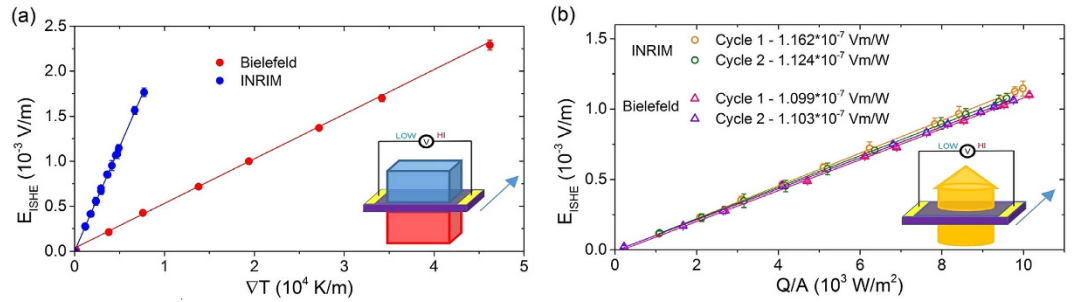 (a)
2.5
2.0
1.5
1.0
0.5
0.0
E_ISHE (10^-3 V/m)
Bielefeld
INRIM
LOW V HI
0 1 2 3 4 5
∇T (10^4 K/m)
(b)
1.5
1.0
0.5
0.0
E_ISHE (10^-3 V/m)
INRIM
Cycle 1 - 1.162*10^-7 Vm/W
Cycle 2 - 1.124*10^-7 Vm/W
Bielefeld
Cycle 1 - 1.099*10^-7 Vm/W
Cycle 2 - 1.103*10^-7 Vm/W
LOW V HI
0 2 4 6 8 10
Q/A (10^3 W/m^2)